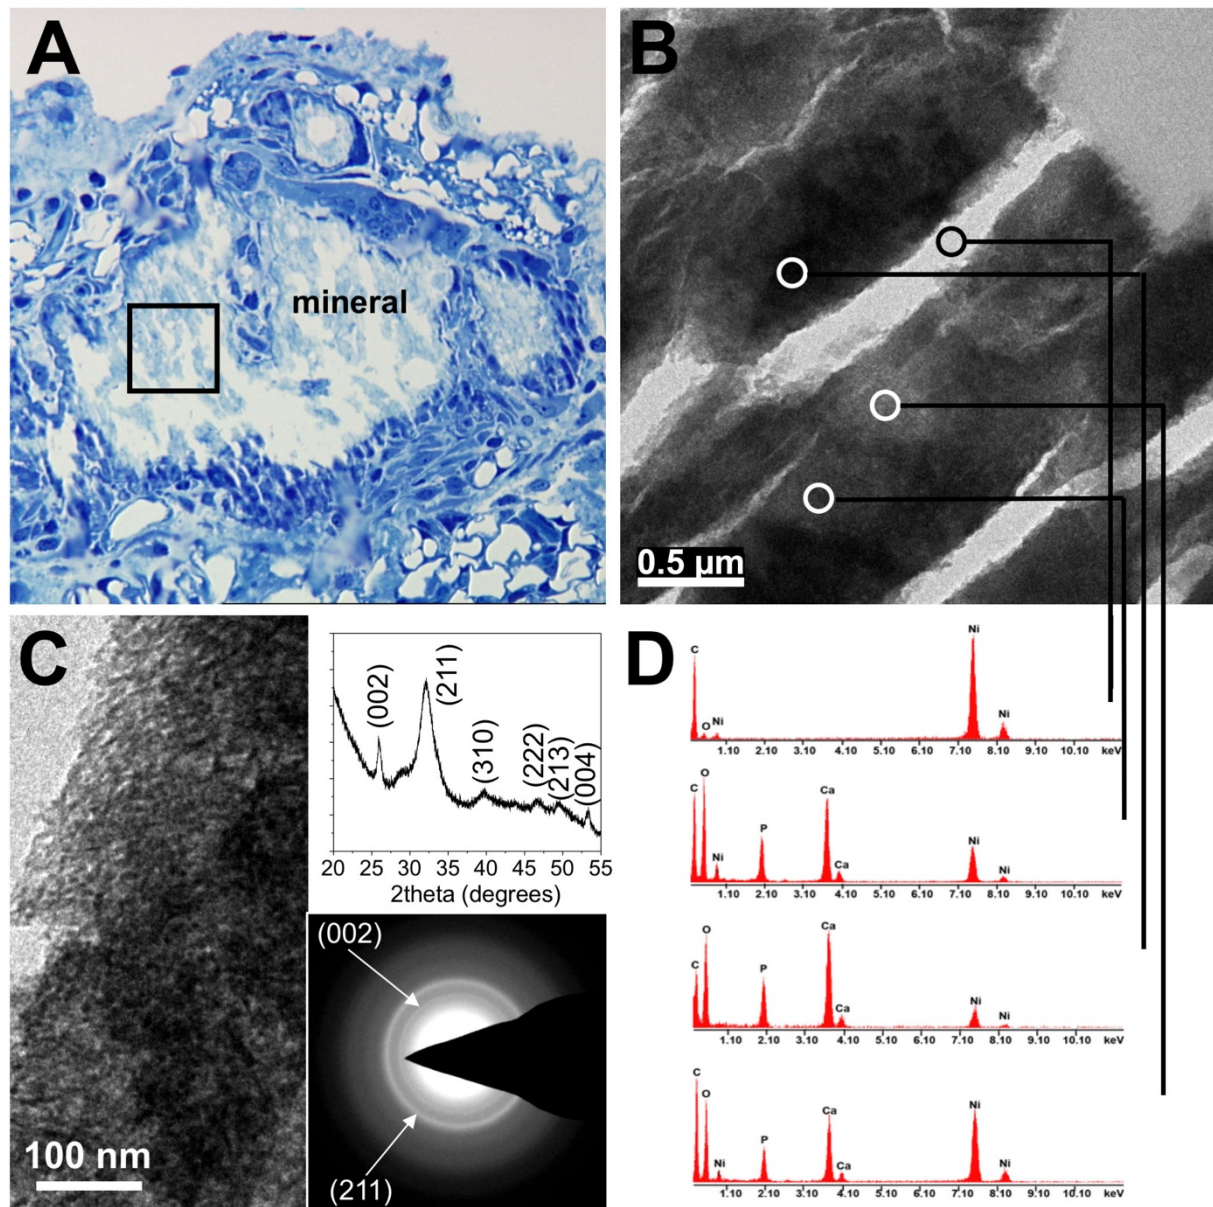 A
mineral
B
0.5 µm
C
100 nm
(002)
(211)
(310)
(222)
(213)
(004)
20 25 30 35 40 45 50 55
2theta (degrees)
(002)
(211)
D
C O Ni Ni Ni
1.10 2.10 3.10 4.10 5.10 6.10 7.10 8.10 9.10 10.10 keV
C O Ni P Ca Ca Ni Ni
1.10 2.10 3.10 4.10 5.10 6.10 7.10 8.10 9.10 10.10 keV
C O P Ca Ca Ni Ni
1.10 2.10 3.10 4.10 5.10 6.10 7.10 8.10 9.10 10.10 keV
C O Ni P Ca Ca Ni Ni
1.10 2.10 3.10 4.10 5.10 6.10 7.10 8.10 9.10 10.10 keV